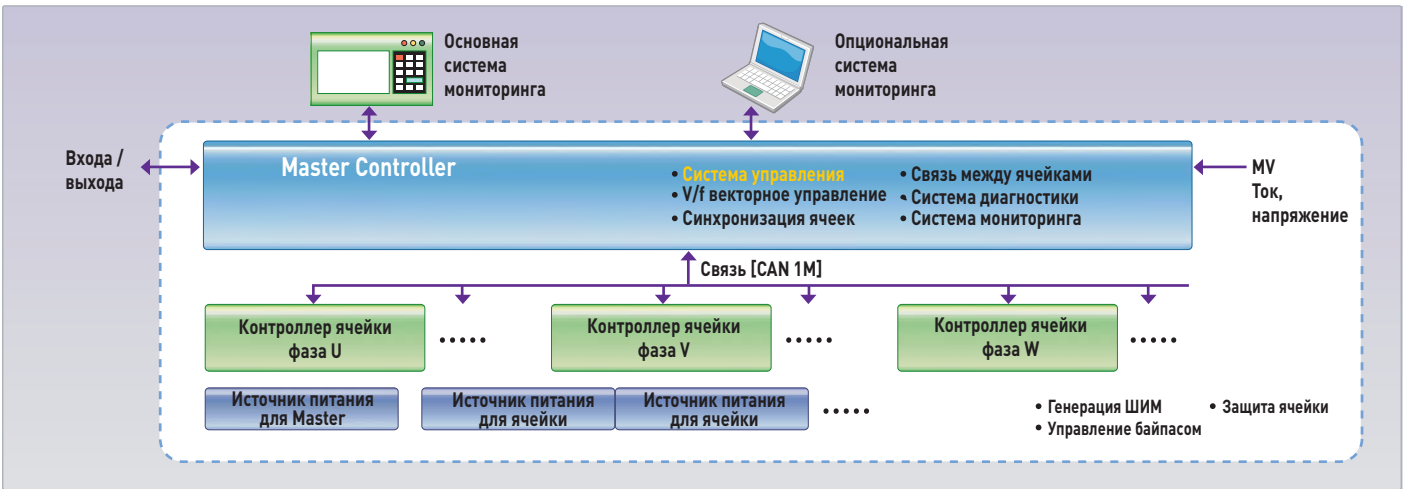 Основная
система
мониторинга
Опциональная
система
мониторинга
Входа /
выхода
Master Controller
• Система управления
• V/f векторное управление
• Синхронизация ячеек
• Связь между ячейками
• Система диагностики
• Система мониторинга
MV
Ток,
напряжение
Связь [CAN 1M]
Контроллер ячейки
фаза U
.....
Контроллер ячейки
фаза V
.....
Контроллер ячейки
фаза W
.....
Источник питания
для Master
Источник питания
для ячейки
Источник питания
для ячейки
.....
• Генерация ШИМ
• Управление байпасом
• Защита ячейки